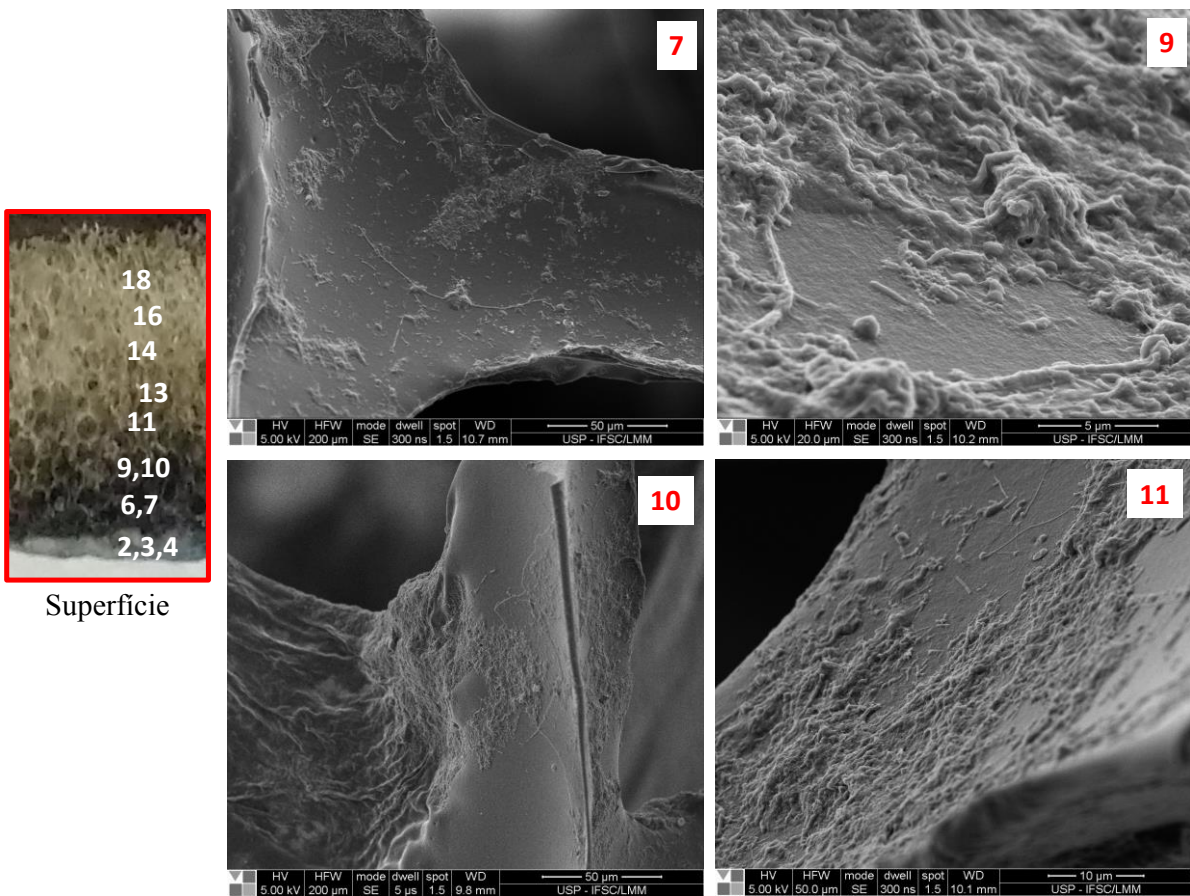 7
HV HFW mode dwell spot WD 50 µm
5.00 kV 200 µm SE 300 ns 1.5 10.7 mm USP - IFSC/LMM
9
HV HFW mode dwell spot WD 5 µm
5.00 kV 20.0 µm SE 300 ns 1.5 10.2 mm USP - IFSC/LMM
18
16
14
13
11
9,10
6,7
2,3,4
Superfície
10
HV HFW mode dwell spot WD 50 µm
5.00 kV 200 µm SE 5 µs 1.5 9.8 mm USP - IFSC/LMM
11
HV HFW mode dwell spot WD 10 µm
5.00 kV 50.0 µm SE 300 ns 1.5 10.1 mm USP - IFSC/LMM